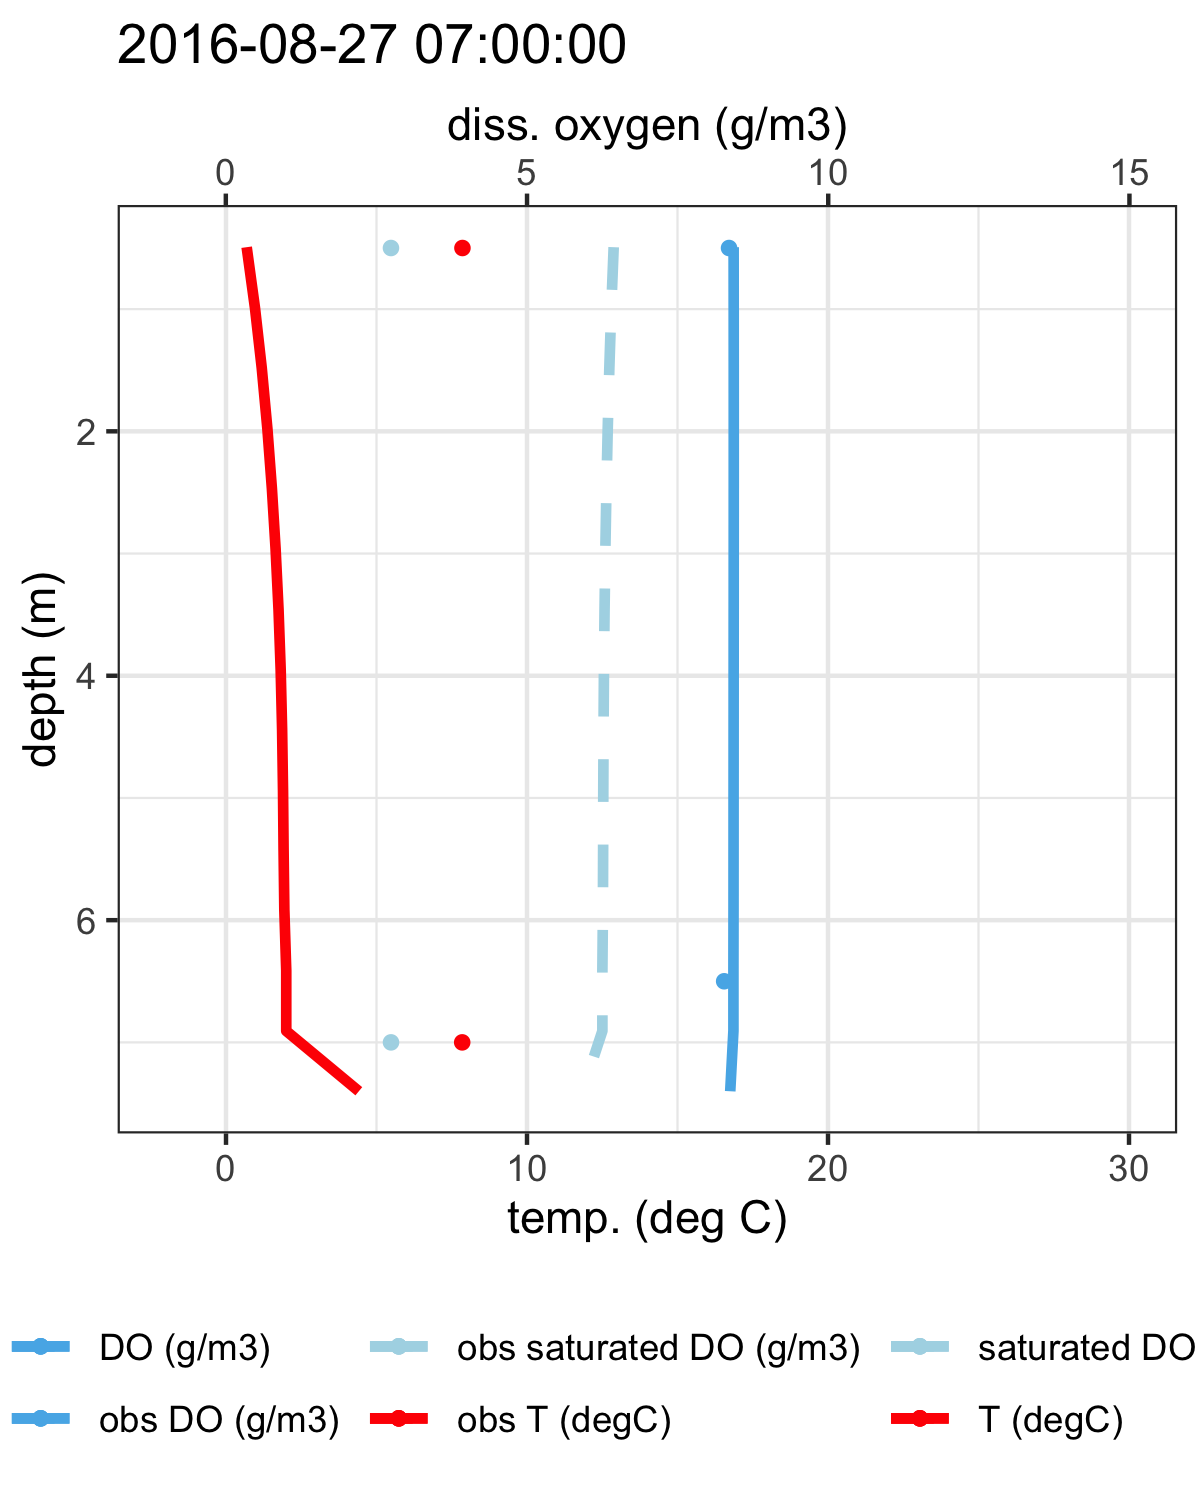 2016-08-27 07:00:00
diss. oxygen (g/m3)
0 5 10 15
2
4
6
depth (m)
0 10 20 30
temp. (deg C)
DO (g/m3) obs saturated DO (g/m3) saturated DO
obs DO (g/m3) obs T (degC) T (degC)